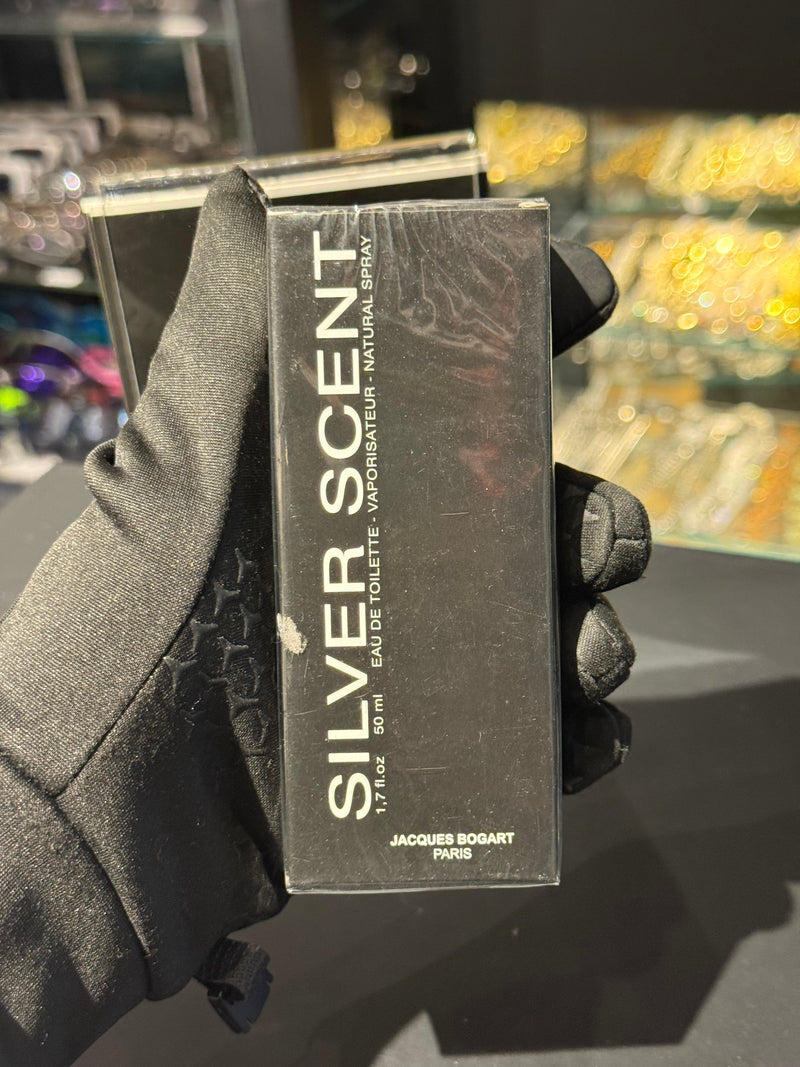 SILVER SCENT
EAU DE TOILETTE - VAPORISATEUR - NATURAL SPRAY
1,7 fl.oz 50 ml
JACQUES BOGART
PARIS